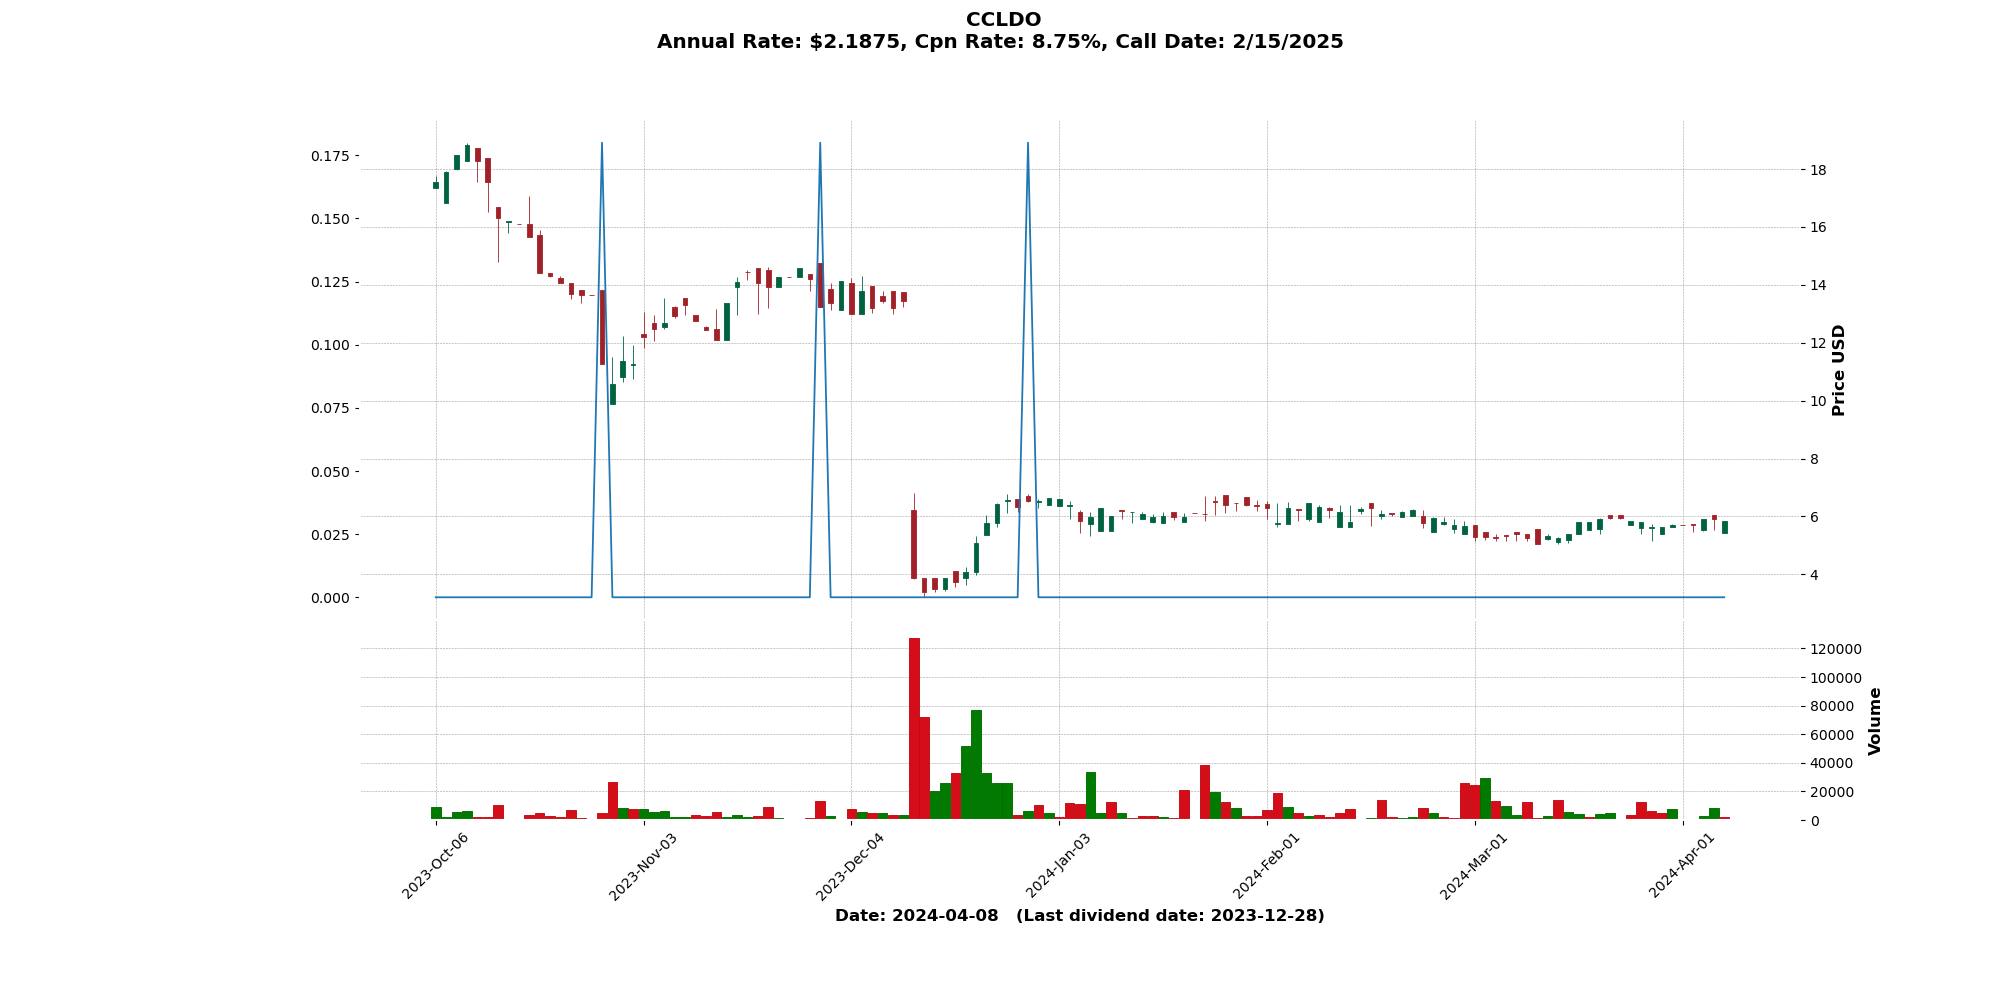 CCLDO
Annual Rate: $2.1875, Cpn Rate: 8.75%, Call Date: 2/15/2025
0.175
0.150
0.125
0.100
0.075
0.050
0.025
0.000
18
16
14
12
10
8
6
4
Price USD
120000
100000
80000
60000
40000
20000
0
Volume
2023-Oct-06
2023-Nov-03
2023-Dec-04
2024-Jan-03
2024-Feb-01
2024-Mar-01
2024-Apr-01
Date: 2024-04-08 (Last dividend date: 2023-12-28)